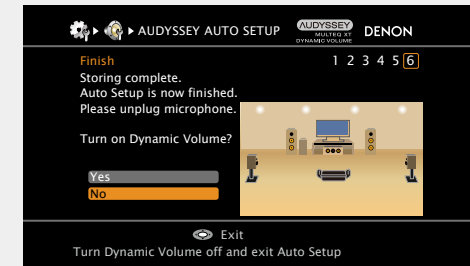 AUDYSSEY AUTO SETUP
AUDYSSEY
MULTEQ XT
DYNAMIC VOLUME
DENON
Finish
1 2 3 4 5 6
Storing complete.
Auto Setup is now finished.
Please unplug microphone.
Turn on Dynamic Volume?
Yes
No
Exit
Turn Dynamic Volume off and exit Auto Setup